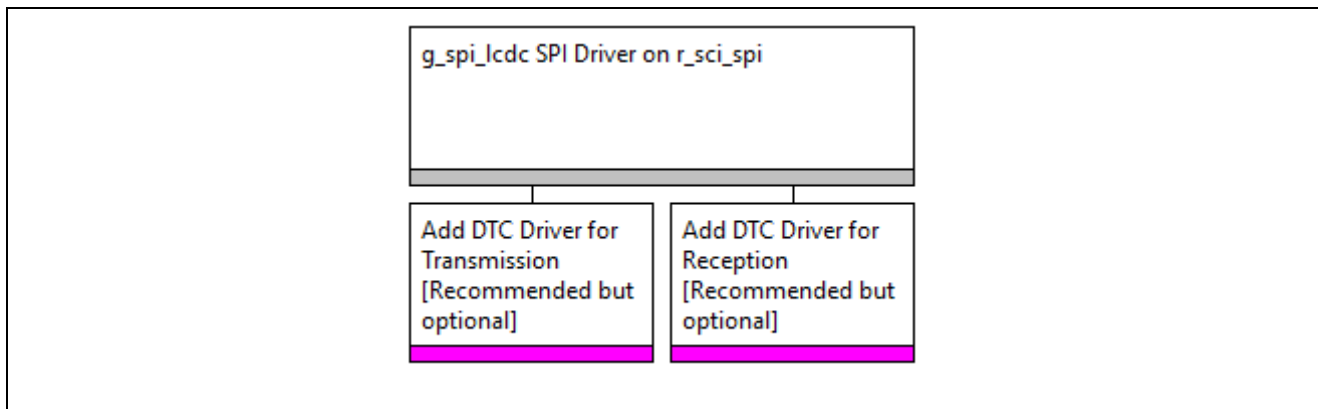 g_spi_lcdc SPI Driver on r_sci_spi
Add DTC Driver for
Transmission
[Recommended but
optional]
Add DTC Driver for
Reception
[Recommended but
optional]